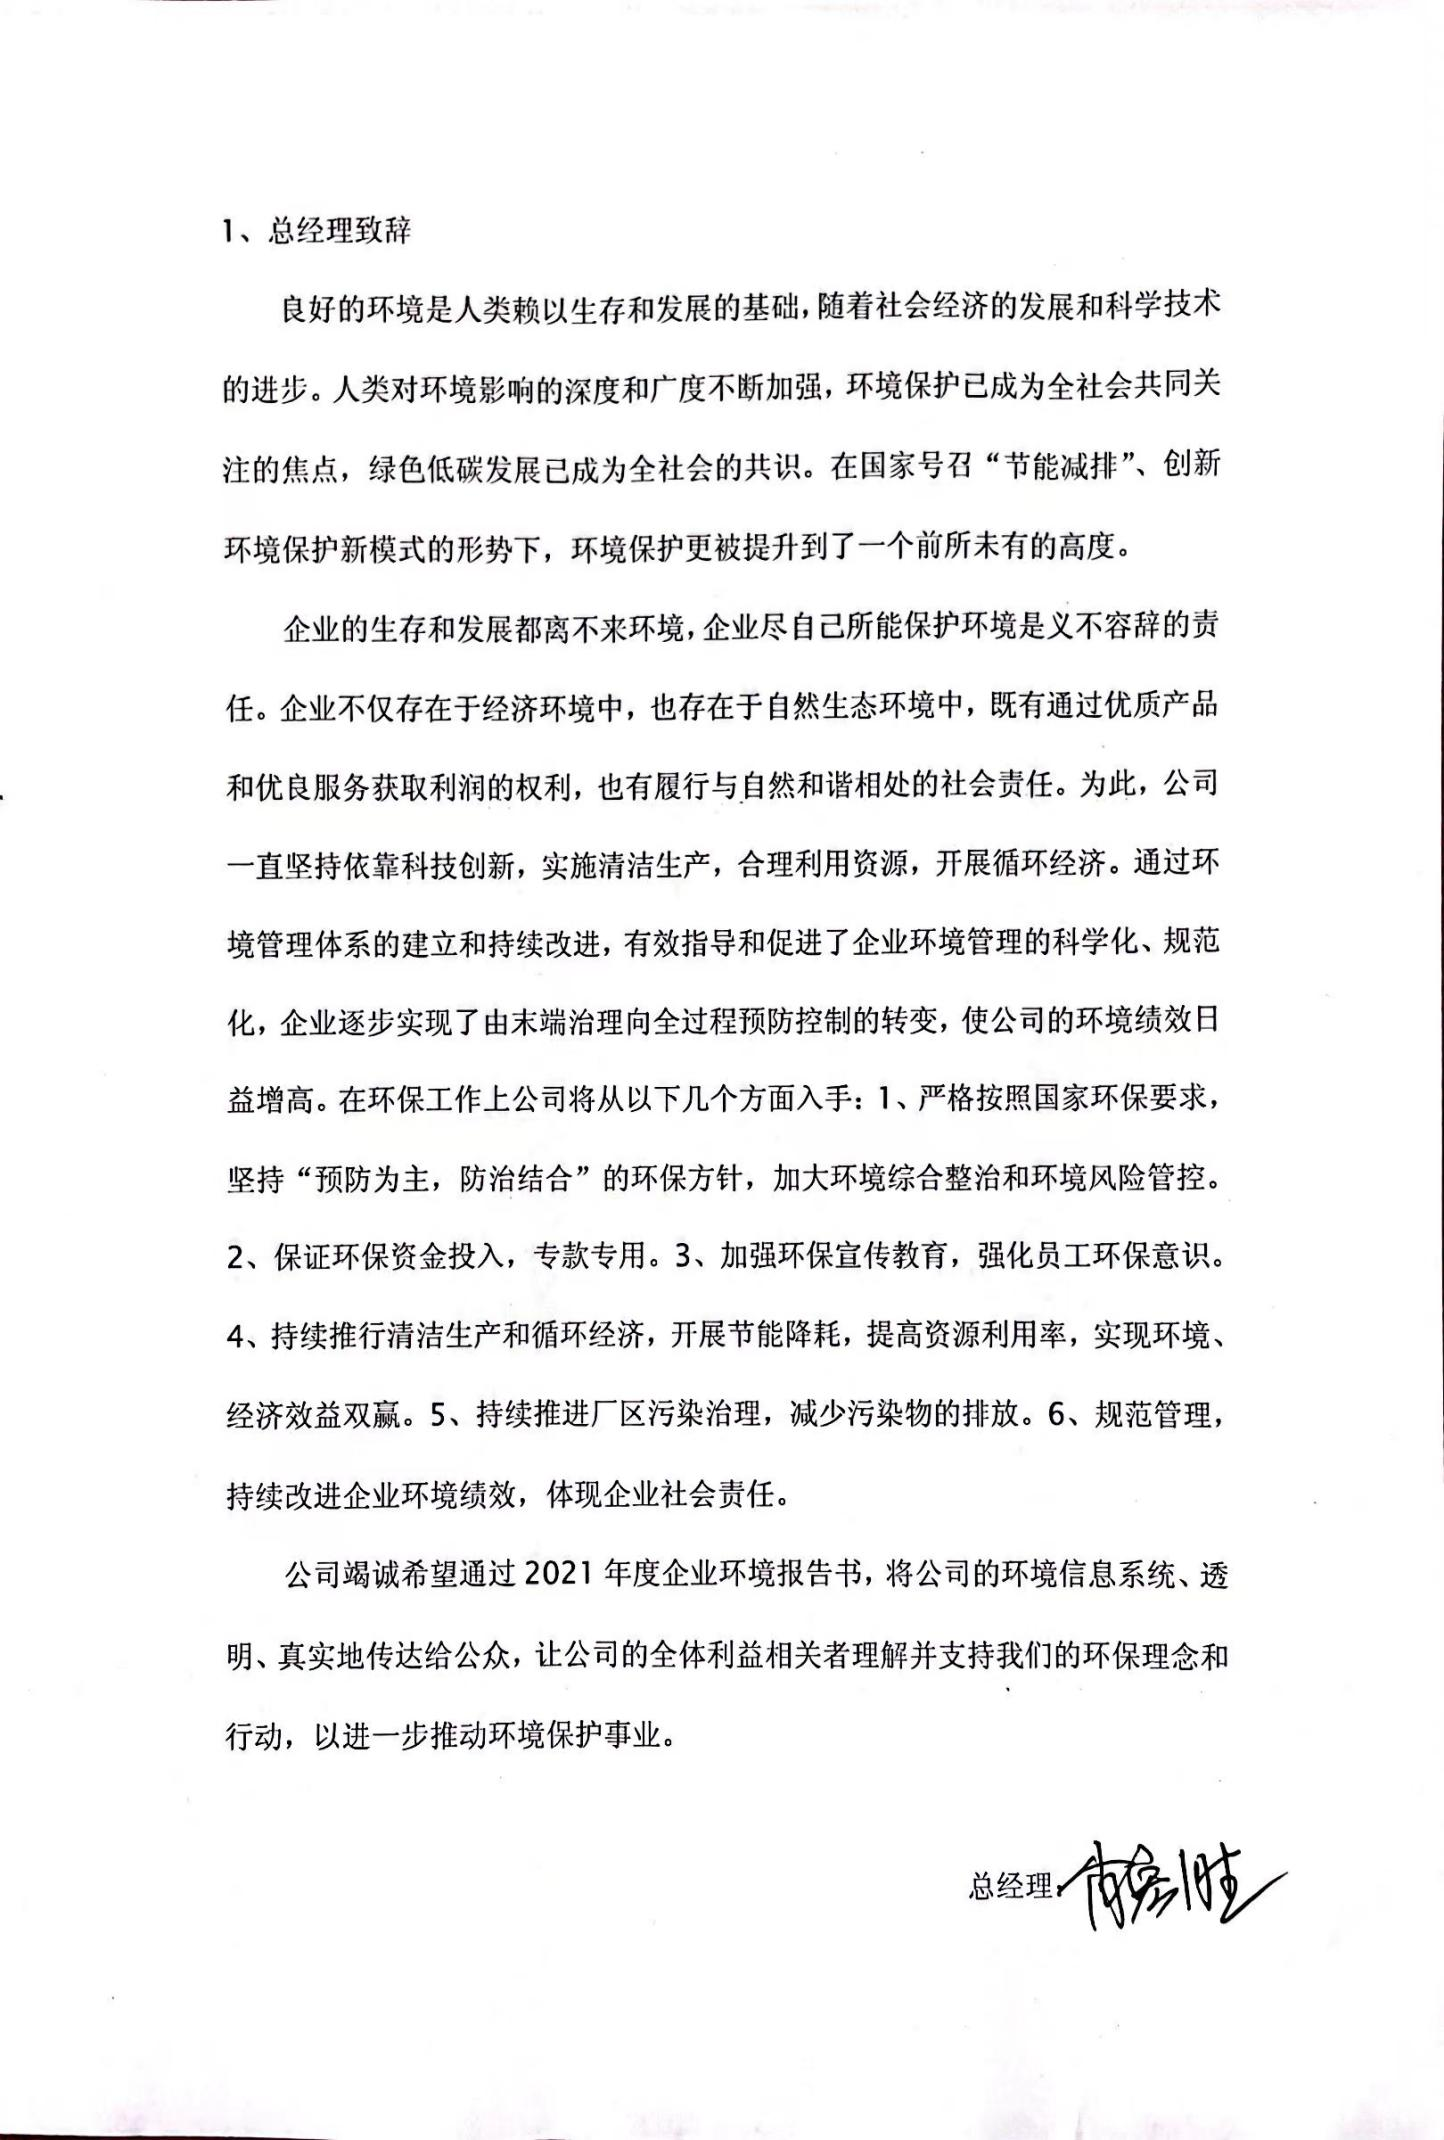 1、总经理致辞
良好的环境是人类赖以生存和发展的基础，随着社会经济的发展和科学技术
的进步。人类对环境影响的深度和广度不断加强，环境保护已成为全社会共同关
注的焦点，绿色低碳发展已成为全社会的共识。在国家号召“节能减排”、创新
环境保护新模式的形势下，环境保护更被提升到了一个前所未有的高度。
企业的生存和发展都离不来环境，企业尽自己所能保护环境是义不容辞的责
任。企业不仅存在于经济环境中，也存在于自然生态环境中，既有通过优质产品
和优良服务获取利润的权利，也有履行与自然和谐相处的社会责任。为此，公司
一直坚持依靠科技创新，实施清洁生产，合理利用资源，开展循环经济。通过环
境管理体系的建立和持续改进，有效指导和促进了企业环境管理的科学化、规范
化，企业逐步实现了由末端治理向全过程预防控制的转变，使公司的环境绩效日
益增高。在环保工作上公司将从以下几个方面入手：1、严格按照国家环保要求，
坚持“预防为主，防治结合”的环保方针，加大环境综合整治和环境风险管控。
2、保证环保资金投入，专款专用。3、加强环保宣传教育，强化员工环保意识。
4、持续推行清洁生产和循环经济，开展节能降耗，提高资源利用率，实现环境、
经济效益双赢。5、持续推进厂区污染治理，减少污染物的排放。6、规范管理，
持续改进企业环境绩效，体现企业社会责任。
公司竭诚希望通过 2021 年度企业环境报告书，将公司的环境信息系统、透
明、真实地传达给公众，让公司的全体利益相关者理解并支持我们的环保理念和
行动，以进一步推动环境保护事业。
总经理：